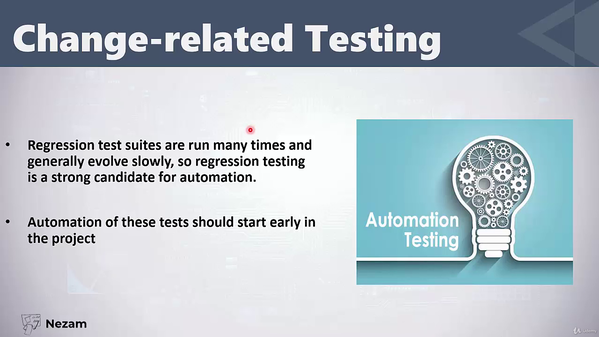 Change-related Testing
• Regression test suites are run many times and
generally evolve slowly, so regression testing
is a strong candidate for automation.
• Automation of these tests should start early in
the project
Automation
Testing
Nezam